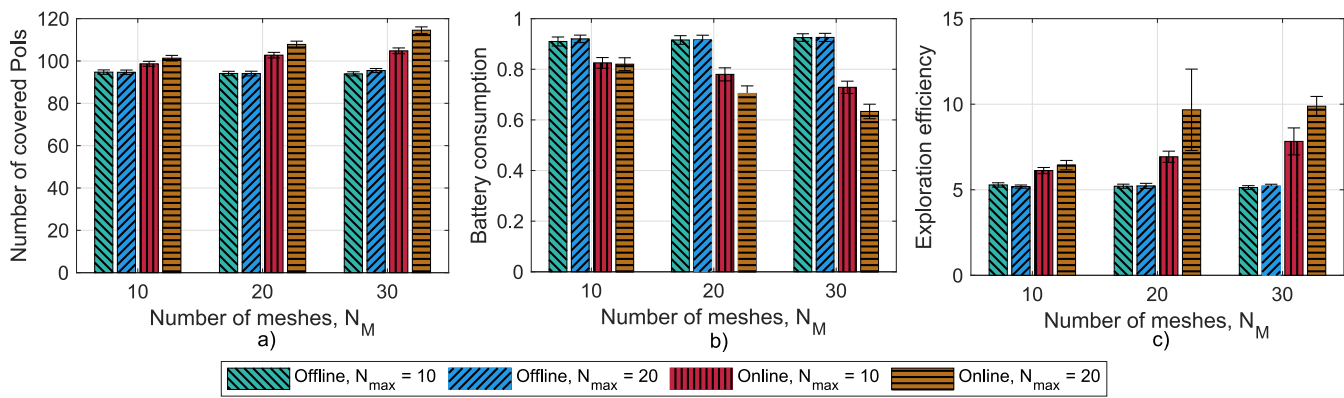 Number of covered PoIs
120
100
80
60
40
20
0
10
20
30
Number of meshes, N_M
a)
Battery consumption
1
0.8
0.6
0.4
0.2
0
10
20
30
Number of meshes, N_M
b)
Exploration efficiency
15
10
5
0
10
20
30
Number of meshes, N_M
c)
Offline, N_max = 10
Offline, N_max = 20
Online, N_max = 10
Online, N_max = 20